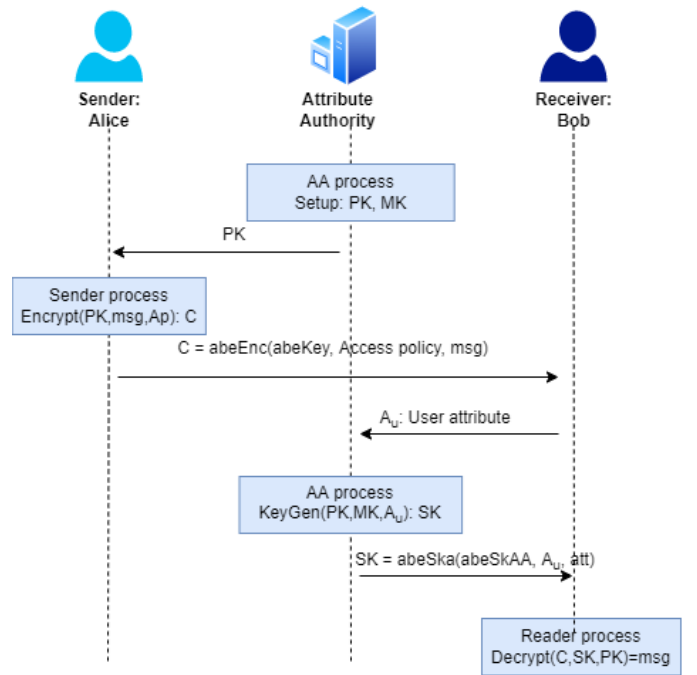 Sender:
Alice
Attribute
Authority
Receiver:
Bob
AA process
Setup: PK, MK
PK
Sender process
Encrypt(PK,msg,Ap): C
C = abeEnc(abeKey, Access policy, msg)
Au: User attribute
AA process
KeyGen(PK,MK,Au): SK
SK = abeSka(abeSkAA, Au, att)
Reader process
Decrypt(C,SK,PK)=msg